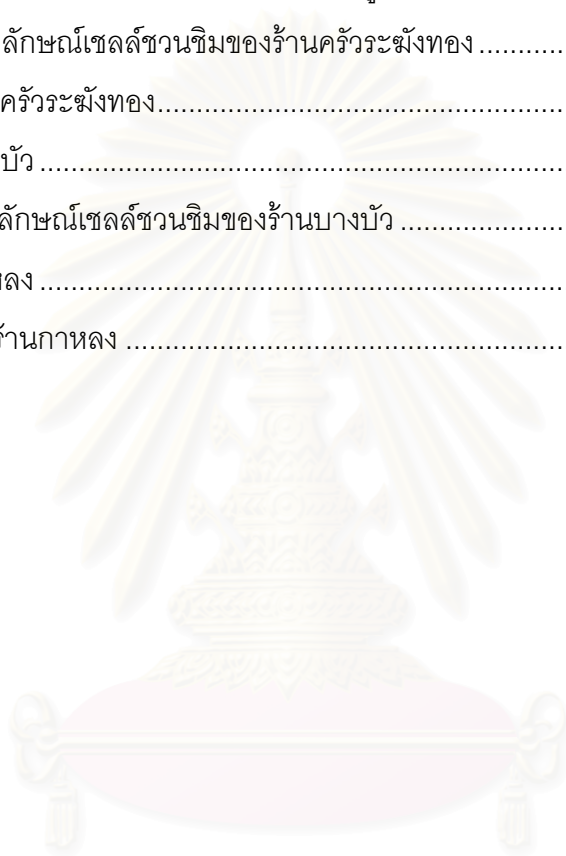 ลักษณ์เชลล์ชวนชิมของร้านครัวระฆังทอง ...........
ครัวระฆังทอง.....................................................
บัว ....................................................................
ลักษณ์เชลล์ชวนชิมของร้านบางบัว .....................
หลง ....................................................................
ร้านกาหลง .........................................................